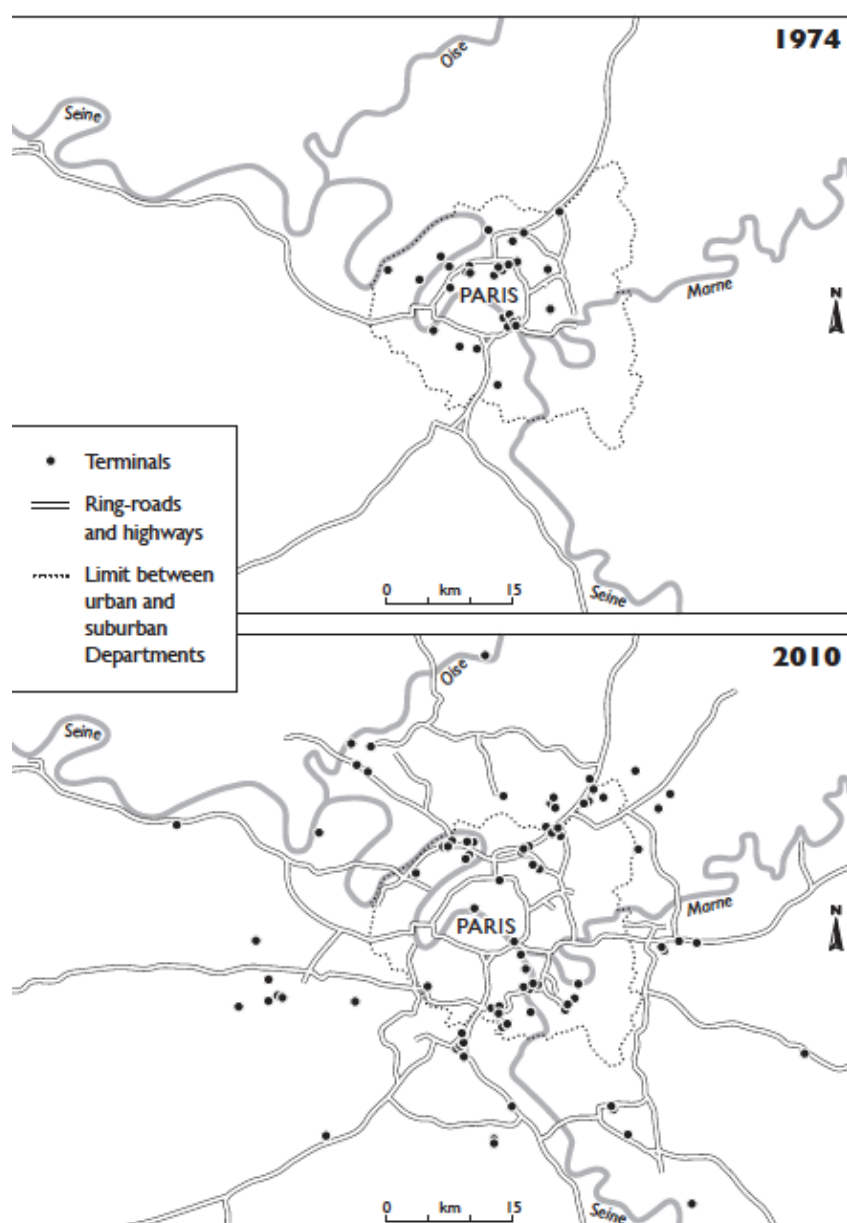 1974
Oise
Seine
PARIS
Marne
N
Terminals
Ring-roads
and highways
Limit between
urban and
suburban
Departments
0 km 15
Seine
2010
Oise
Seine
Marne
N
PARIS
0 km 15
Seine